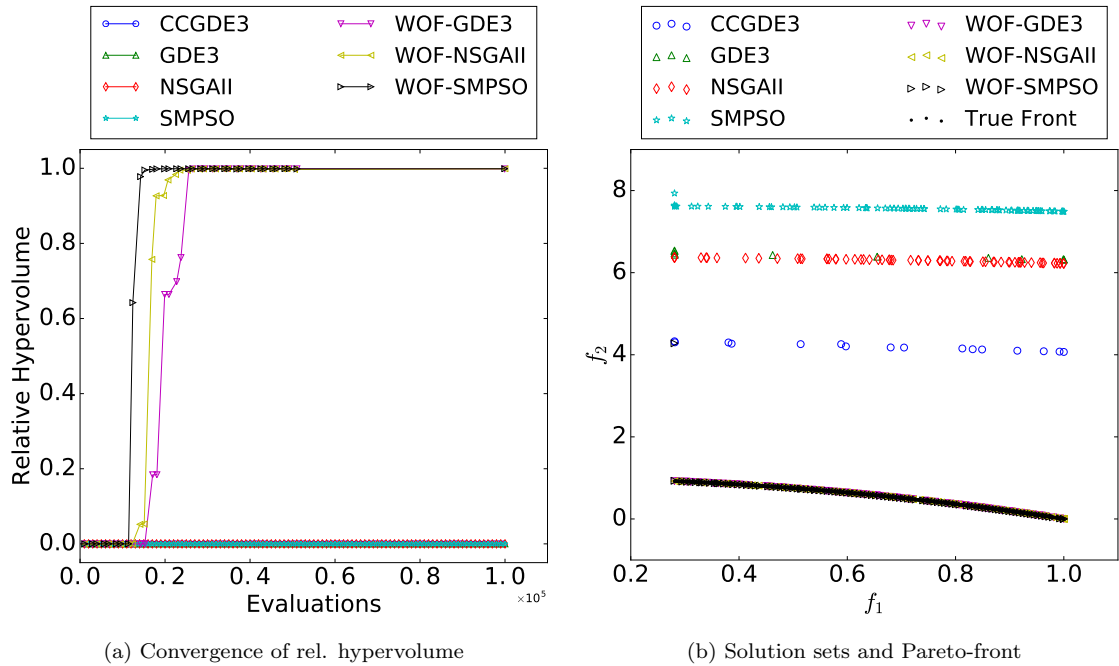 CCGDE3
GDE3
NSGAII
SMPSO
WOF-GDE3
WOF-NSGAII
WOF-SMPSO
Relative Hypervolume
1.0
0.8
0.6
0.4
0.2
0.0
0.0 0.2 0.4 0.6 0.8 1.0
×10⁵
Evaluations
(a) Convergence of rel. hypervolume
CCGDE3
GDE3
NSGAII
SMPSO
WOF-GDE3
WOF-NSGAII
WOF-SMPSO
True Front
f₂
8
6
4
2
0
0.2 0.4 0.6 0.8 1.0
f₁
(b) Solution sets and Pareto-front